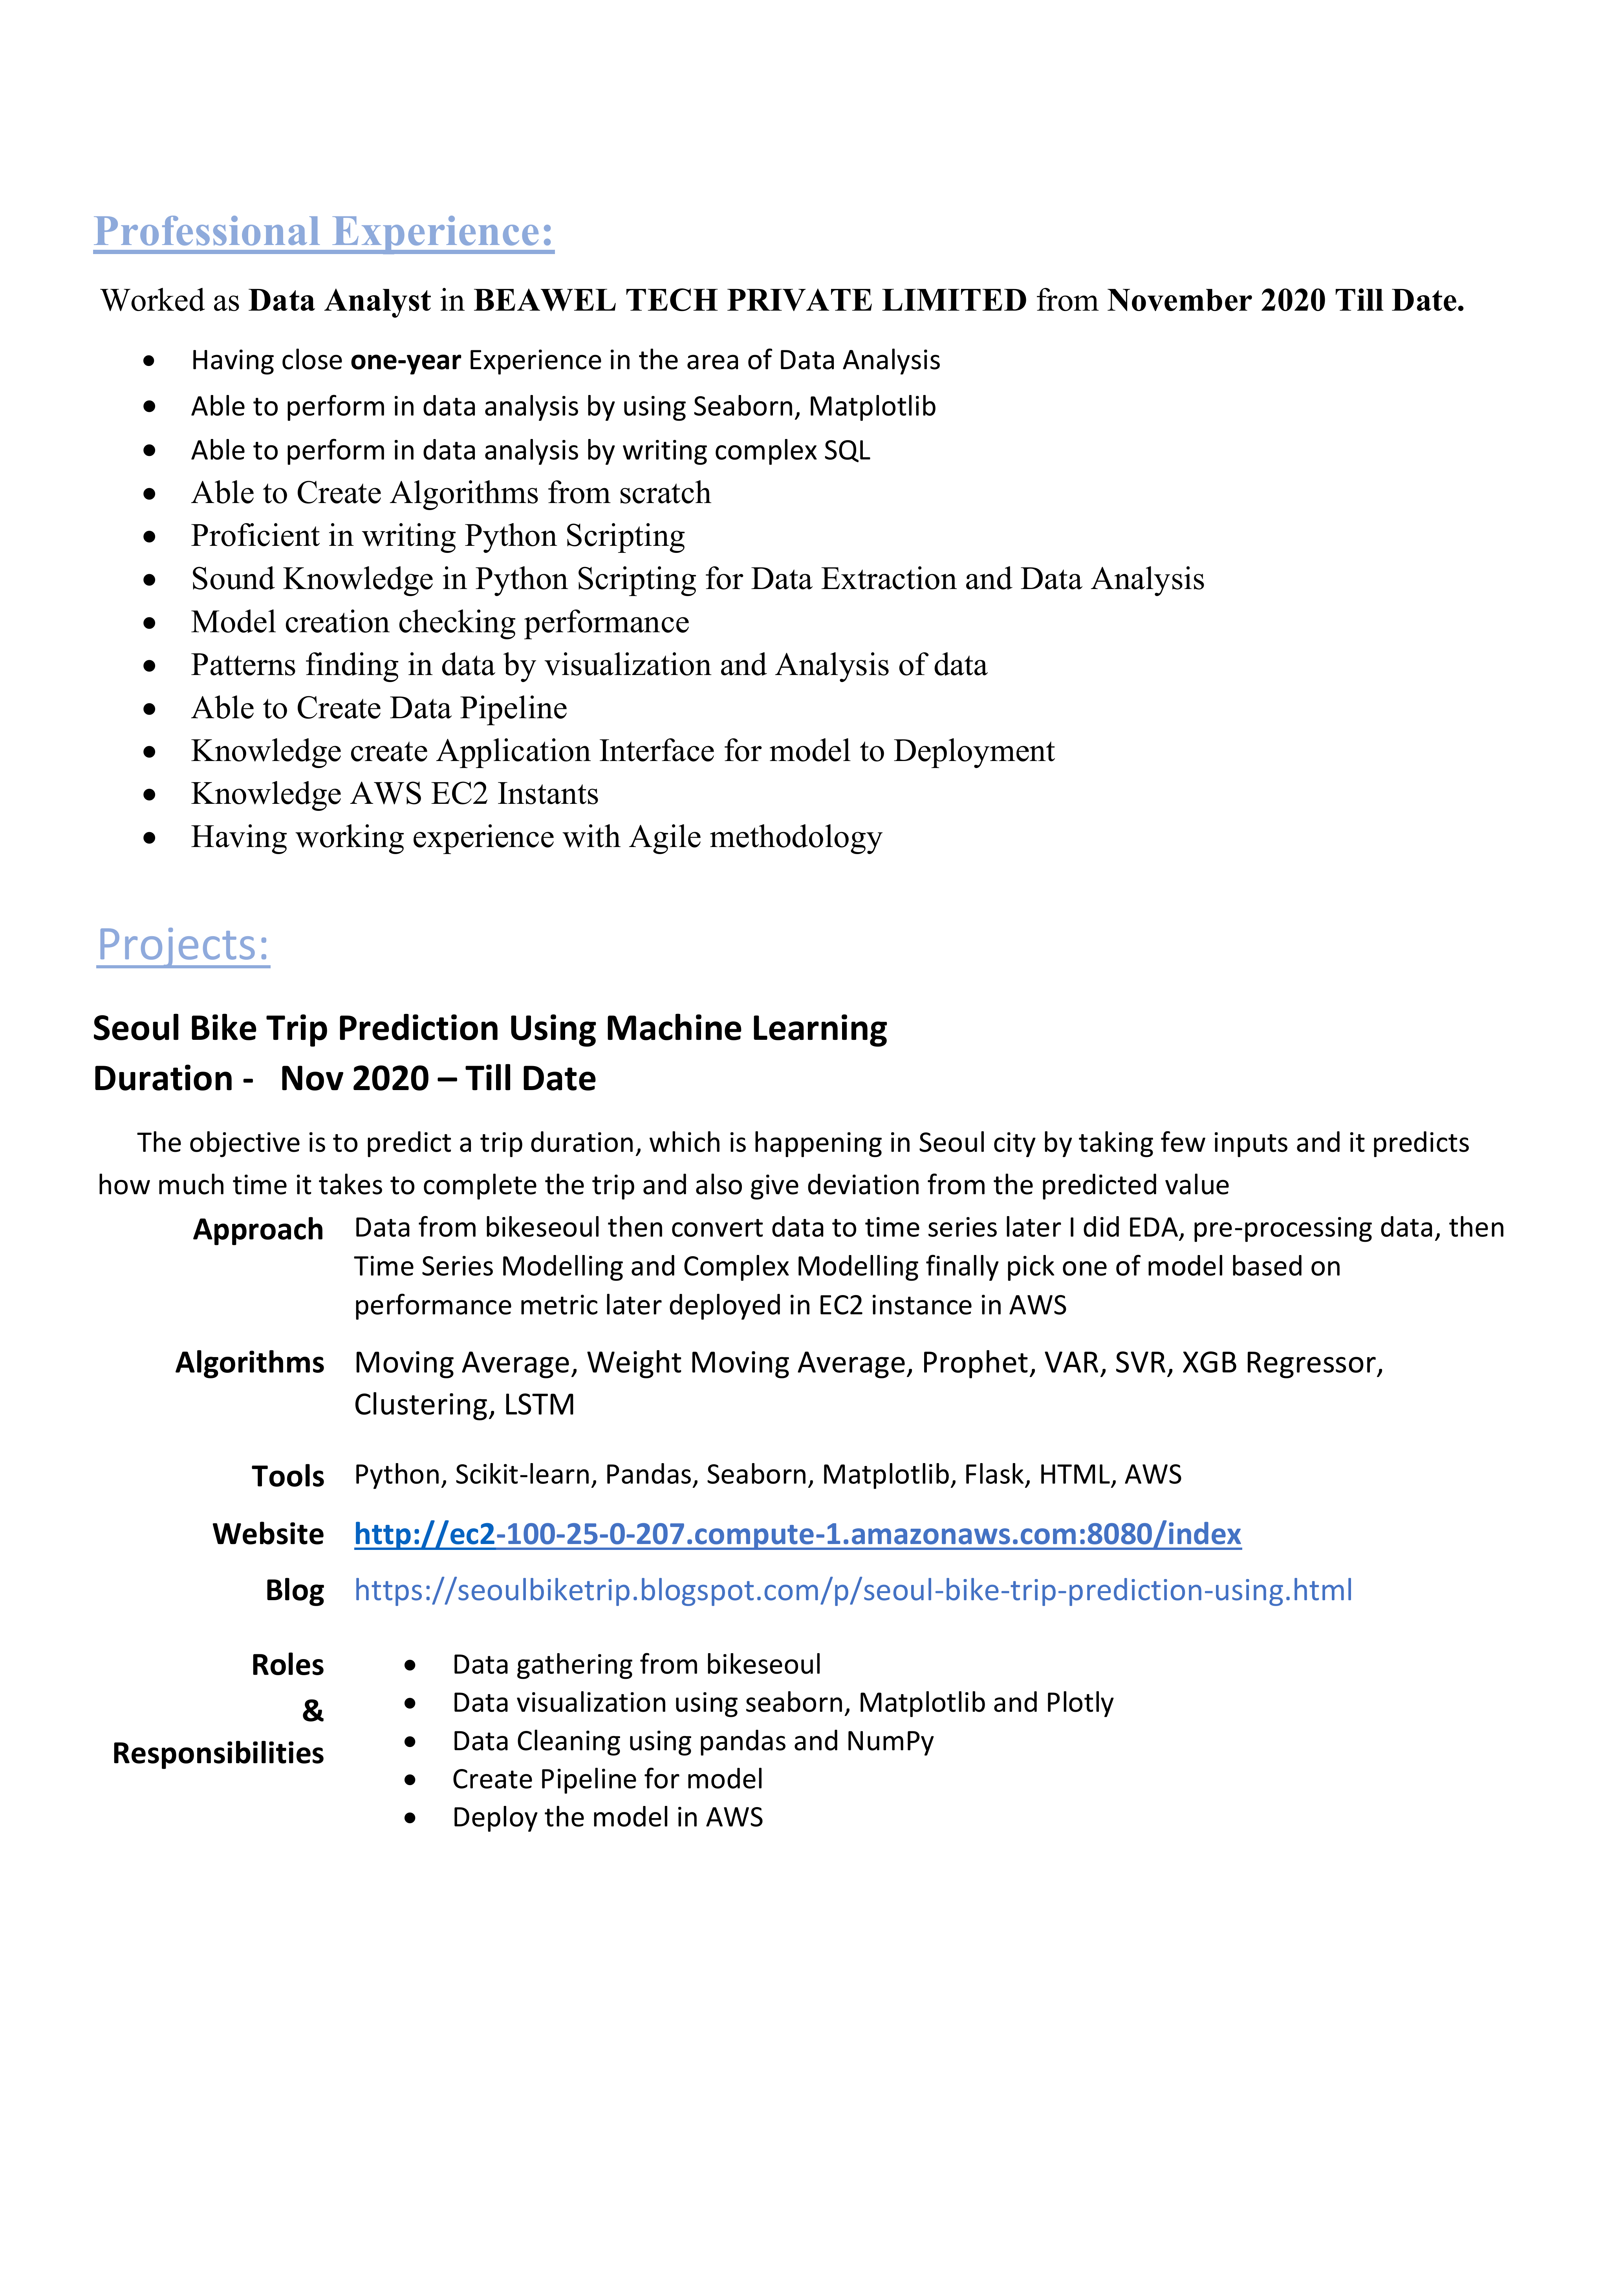 Professional Experience:
Worked as Data Analyst in BEAWEL TECH PRIVATE LIMITED from November 2020 Till Date.
• Having close one-year Experience in the area of Data Analysis
• Able to perform in data analysis by using Seaborn, Matplotlib
• Able to perform in data analysis by writing complex SQL
• Able to Create Algorithms from scratch
• Proficient in writing Python Scripting
• Sound Knowledge in Python Scripting for Data Extraction and Data Analysis
• Model creation checking performance
• Patterns finding in data by visualization and Analysis of data
• Able to Create Data Pipeline
• Knowledge create Application Interface for model to Deployment
• Knowledge AWS EC2 Instants
• Having working experience with Agile methodology
Projects:
Seoul Bike Trip Prediction Using Machine Learning
Duration - Nov 2020 – Till Date
The objective is to predict a trip duration, which is happening in Seoul city by taking few inputs and it predicts
how much time it takes to complete the trip and also give deviation from the predicted value
Approach Data from bikeseoul then convert data to time series later I did EDA, pre-processing data, then
Time Series Modelling and Complex Modelling finally pick one of model based on
performance metric later deployed in EC2 instance in AWS
Algorithms Moving Average, Weight Moving Average, Prophet, VAR, SVR, XGB Regressor,
Clustering, LSTM
Tools Python, Scikit-learn, Pandas, Seaborn, Matplotlib, Flask, HTML, AWS
Website http://ec2-100-25-0-207.compute-1.amazonaws.com:8080/index
Blog https://seoulbiketrip.blogspot.com/p/seoul-bike-trip-prediction-using.html
Roles
&
Responsibilities
• Data gathering from bikeseoul
• Data visualization using seaborn, Matplotlib and Plotly
• Data Cleaning using pandas and NumPy
• Create Pipeline for model
• Deploy the model in AWS